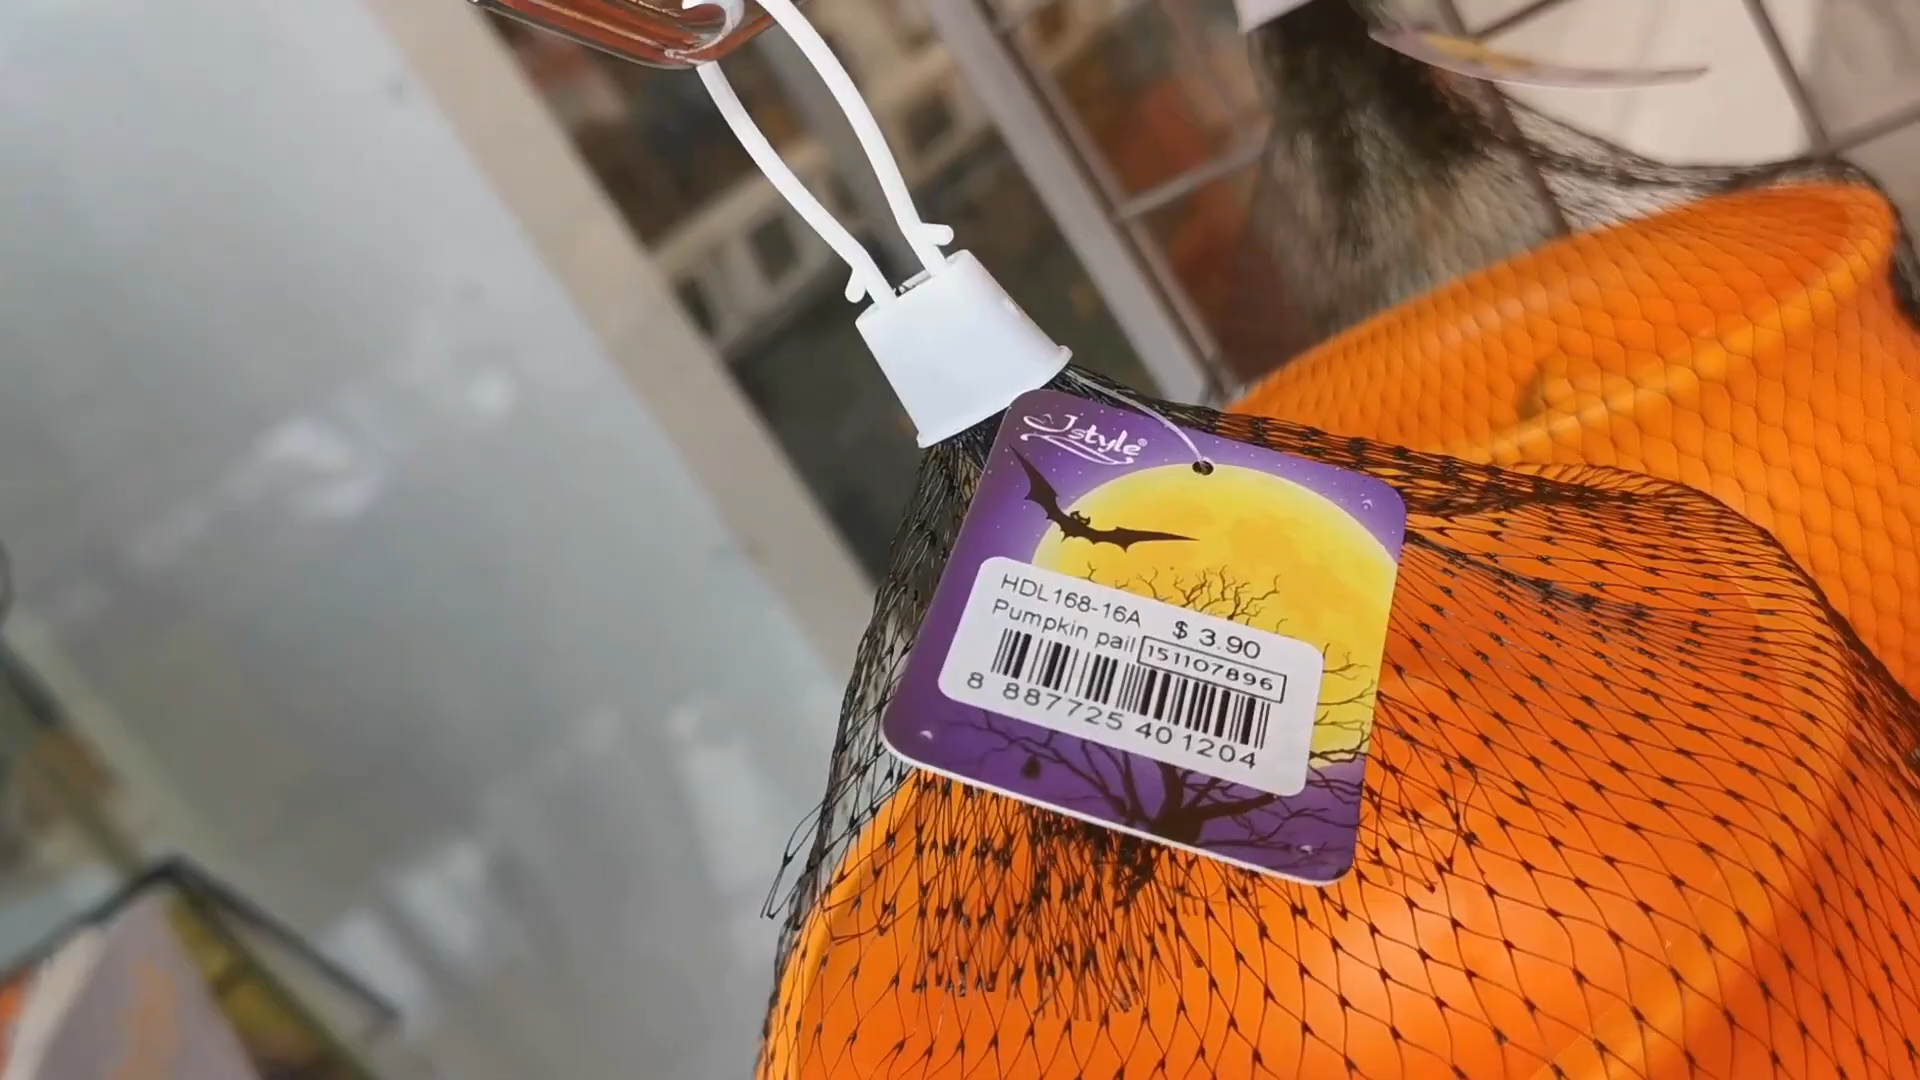 Jstyle®
HDL168-16A
$ 3.90
Pumpkin pail
151107896
8 887725 401204